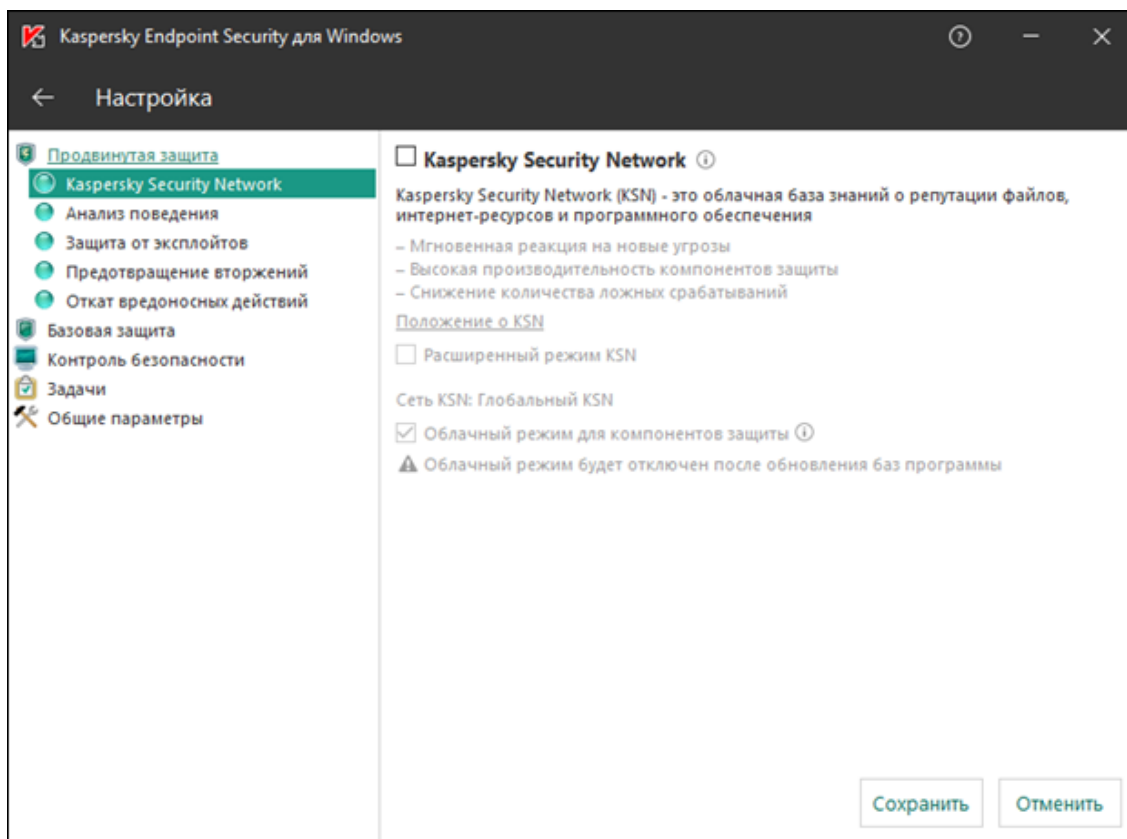 Kaspersky Endpoint Security для Windows
Настройка
Продвинутая защита
Kaspersky Security Network
Анализ поведения
Защита от эксплойтов
Предотвращение вторжений
Откат вредоносных действий
Базовая защита
Контроль безопасности
Задачи
Общие параметры
Kaspersky Security Network
Kaspersky Security Network (KSN) - это облачная база знаний о репутации файлов,
интернет-ресурсов и программного обеспечения
– Мгновенная реакция на новые угрозы
– Высокая производительность компонентов защиты
– Снижение количества ложных срабатываний
Положение о KSN
Расширенный режим KSN
Сеть KSN: Глобальный KSN
Облачный режим для компонентов защиты
Облачный режим будет отключен после обновления баз программы
Сохранить
Отменить